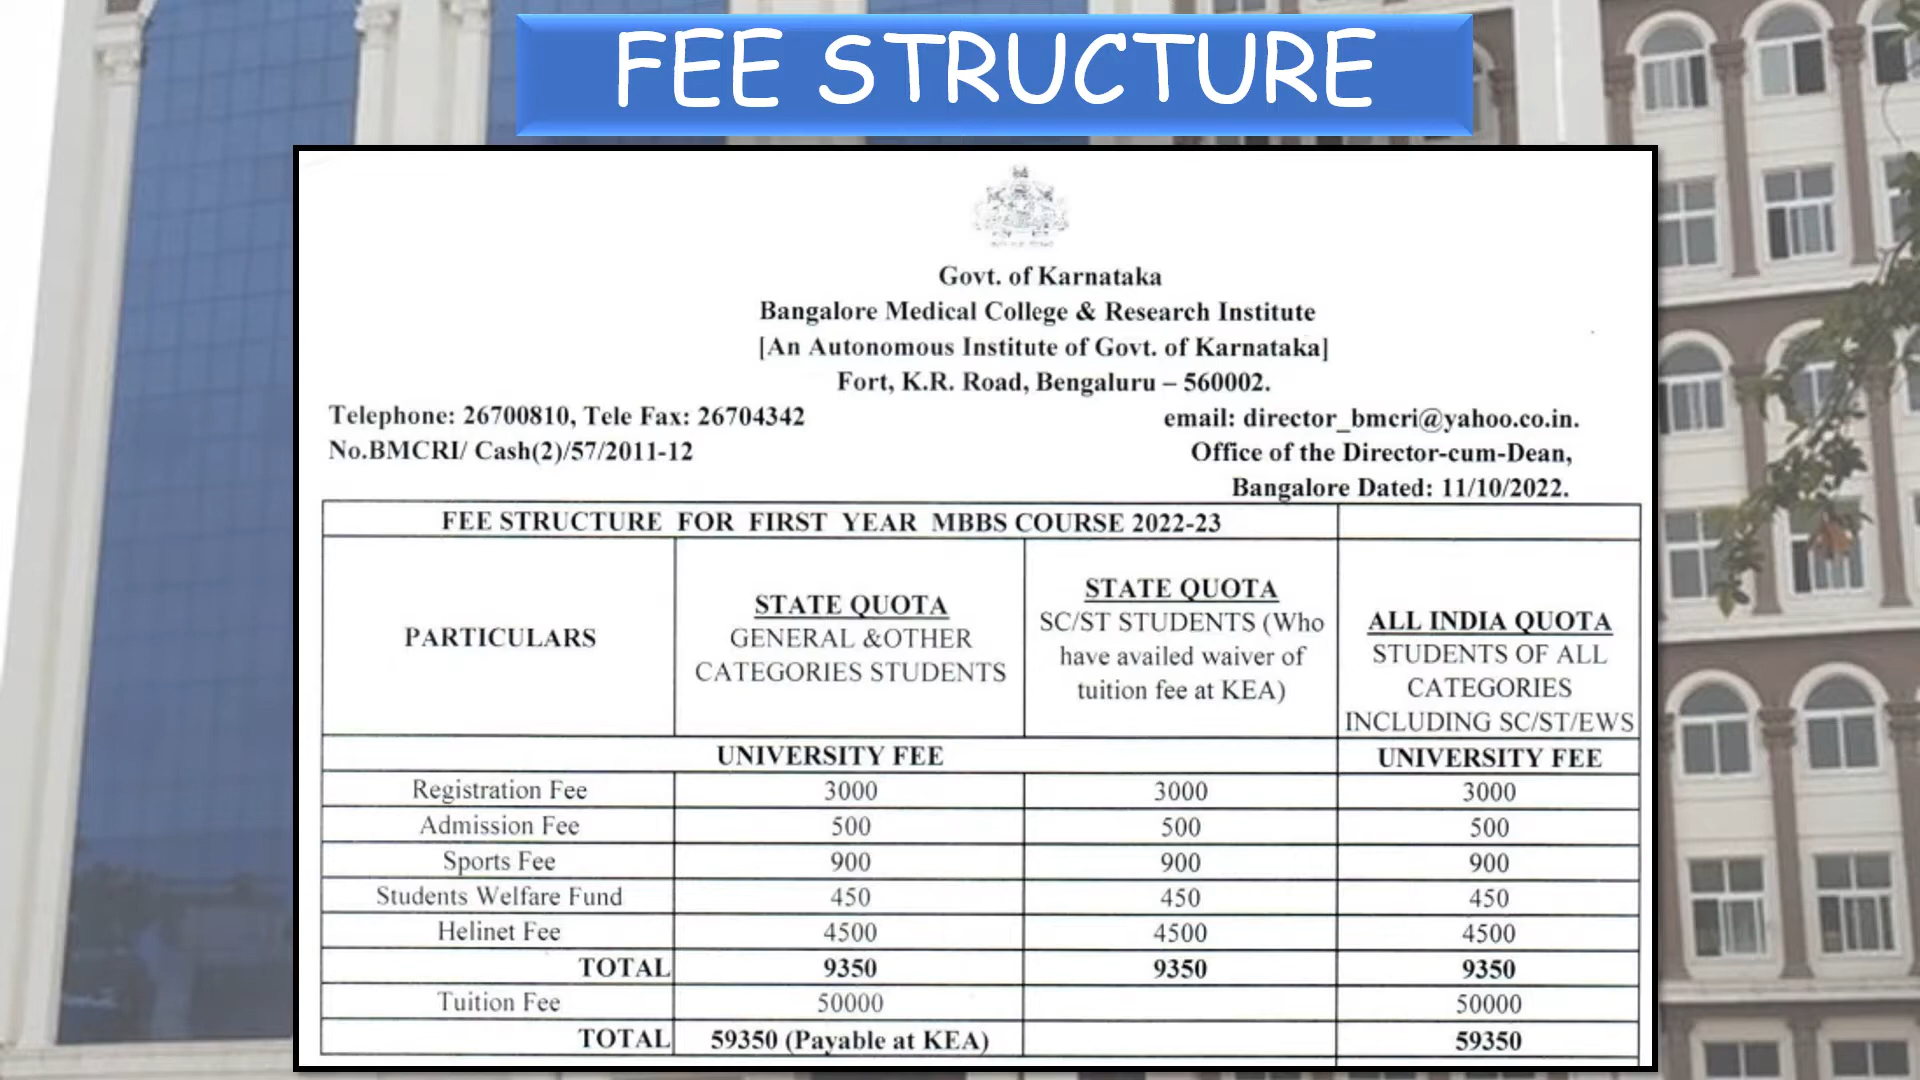 FEE STRUCTURE
Govt. of Karnataka
Bangalore Medical College & Research Institute
[An Autonomous Institute of Govt. of Karnataka]
Fort, K.R. Road, Bengaluru – 560002.
Telephone: 26700810, Tele Fax: 26704342 email: director_bmcri@yahoo.co.in.
No.BMCRI/ Cash(2)/57/2011-12 Office of the Director-cum-Dean,
Bangalore Dated: 11/10/2022.
FEE STRUCTURE FOR FIRST YEAR MBBS COURSE 2022-23
PARTICULARS
STATE QUOTA
GENERAL &OTHER
CATEGORIES STUDENTS
STATE QUOTA
SC/ST STUDENTS (Who
have availed waiver of
tuition fee at KEA)
ALL INDIA QUOTA
STUDENTS OF ALL
CATEGORIES
INCLUDING SC/ST/EWS
UNIVERSITY FEE UNIVERSITY FEE
Registration Fee 3000 3000 3000
Admission Fee 500 500 500
Sports Fee 900 900 900
Students Welfare Fund 450 450 450
Helinet Fee 4500 4500 4500
TOTAL 9350 9350 9350
Tuition Fee 50000 50000
TOTAL 59350 (Payable at KEA) 59350